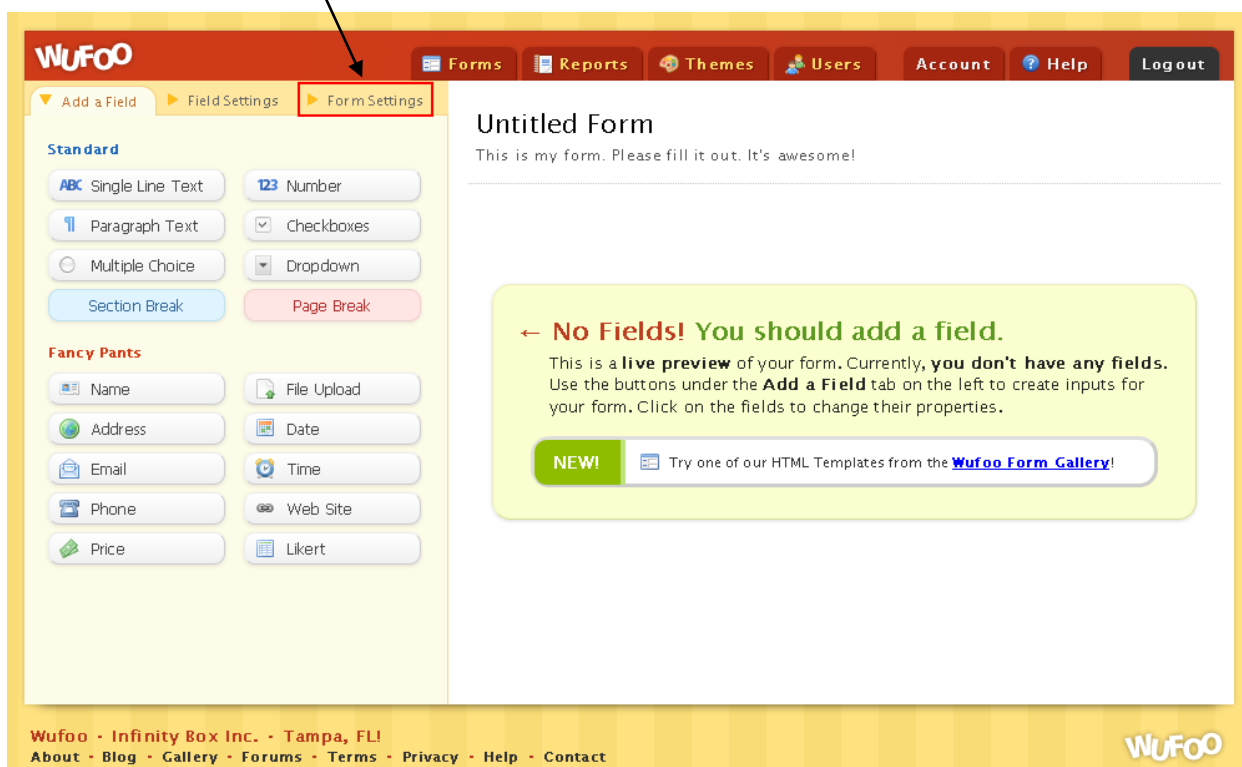 WUFOO
Forms Reports Themes Users Account Help Logout
Add a Field Field Settings Form Settings
Untitled Form
This is my form. Please fill it out. It's awesome!
Standard
ABC Single Line Text 123 Number
Paragraph Text Checkboxes
Multiple Choice Dropdown
Section Break Page Break
Fancy Pants
Name File Upload
Address Date
Email Time
Phone Web Site
Price Likert
← No Fields! You should add a field.
This is a live preview of your form. Currently, you don't have any fields.
Use the buttons under the Add a Field tab on the left to create inputs for
your form. Click on the fields to change their properties.
NEW! Try one of our HTML Templates from the Wufoo Form Gallery!
Wufoo · Infinity Box Inc. · Tampa, FL!
About · Blog · Gallery · Forums · Terms · Privacy · Help · Contact
WUFOO